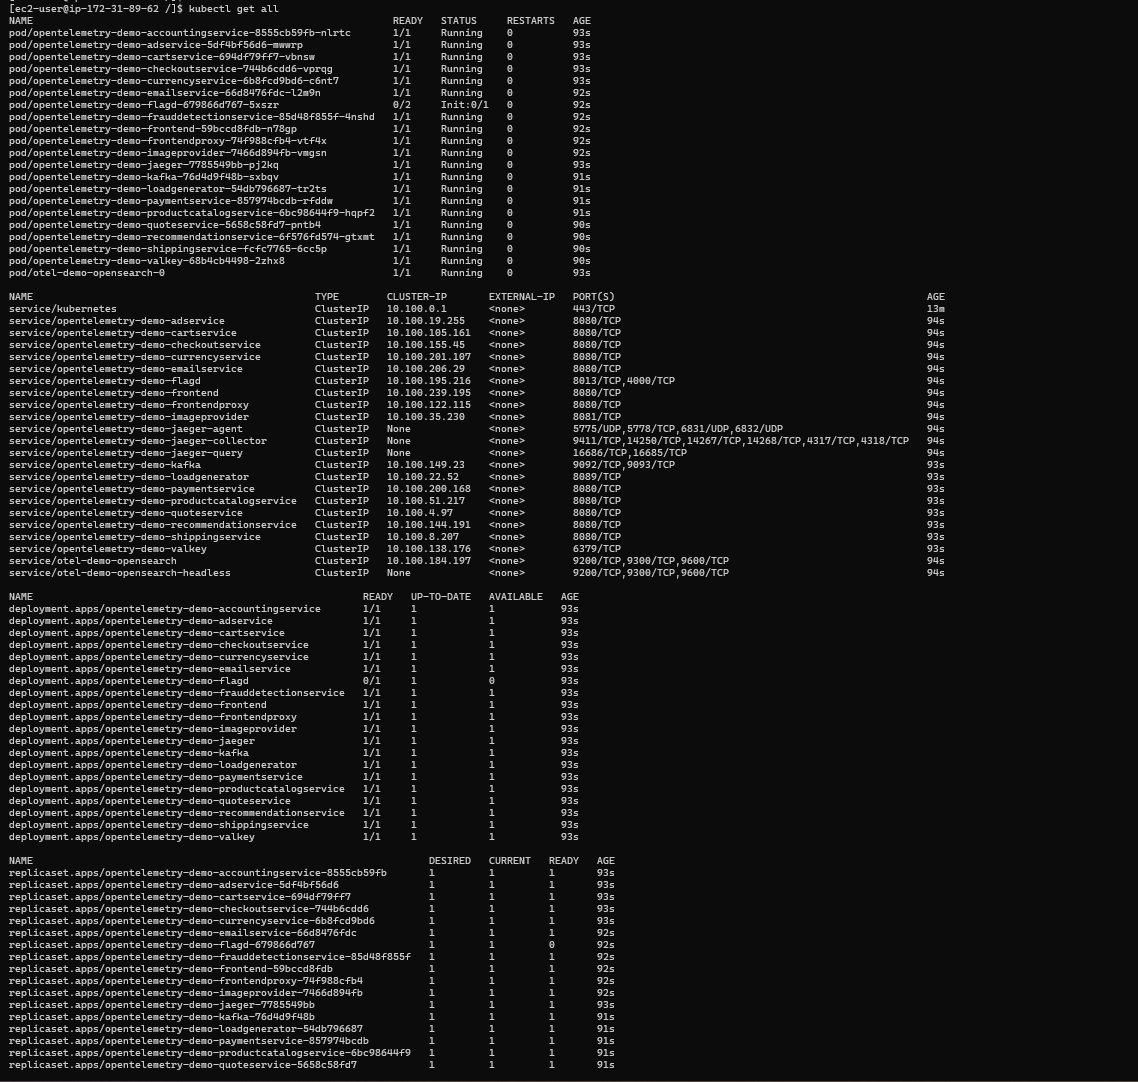 [ec2-user@ip-172-31-89-62 /]$ kubectl get all
NAME READY STATUS RESTARTS AGE
pod/opentelemetry-demo-accountingservice-8555cb59fb-nlrtc 1/1 Running 0 93s
pod/opentelemetry-demo-adservice-5df4bf56d6-mwwrp 1/1 Running 0 93s
pod/opentelemetry-demo-cartservice-694df79ff7-vbnsw 1/1 Running 0 93s
pod/opentelemetry-demo-checkoutservice-744b6cdd6-vprqg 1/1 Running 0 93s
pod/opentelemetry-demo-currencyservice-6b8fcd9bd6-c6nt7 1/1 Running 0 93s
pod/opentelemetry-demo-emailservice-66d8476fdc-l2m9n 1/1 Running 0 92s
pod/opentelemetry-demo-flagd-679866d767-5xszr 0/2 Init:0/1 0 92s
pod/opentelemetry-demo-frauddetectionservice-85d48f855f-4nshd 1/1 Running 0 92s
pod/opentelemetry-demo-frontend-59bccd8fdb-n78gp 1/1 Running 0 92s
pod/opentelemetry-demo-frontendproxy-74f988cfb4-vtf4x 1/1 Running 0 92s
pod/opentelemetry-demo-imageprovider-7466d894fb-vmgsn 1/1 Running 0 92s
pod/opentelemetry-demo-jaeger-7785549bb-pj2kq 1/1 Running 0 93s
pod/opentelemetry-demo-kafka-76d4d9f48b-sxbqv 1/1 Running 0 91s
pod/opentelemetry-demo-loadgenerator-54db796687-tr2ts 1/1 Running 0 91s
pod/opentelemetry-demo-paymentservice-857974bcdb-rfddw 1/1 Running 0 91s
pod/opentelemetry-demo-productcatalogservice-6bc98644f9-hqpf2 1/1 Running 0 91s
pod/opentelemetry-demo-quoteservice-5658c58fd7-pntb4 1/1 Running 0 90s
pod/opentelemetry-demo-recommendationservice-6f576fd574-gtxmt 1/1 Running 0 90s
pod/opentelemetry-demo-shippingservice-fcfc7765-6cc5p 1/1 Running 0 90s
pod/opentelemetry-demo-valkey-68b4cb4498-2zhx8 1/1 Running 0 90s
pod/otel-demo-opensearch-0 1/1 Running 0 93s
NAME TYPE CLUSTER-IP EXTERNAL-IP PORT(S) AGE
service/kubernetes ClusterIP 10.100.0.1 <none> 443/TCP 13m
service/opentelemetry-demo-adservice ClusterIP 10.100.19.255 <none> 8080/TCP 94s
service/opentelemetry-demo-cartservice ClusterIP 10.100.105.161 <none> 8080/TCP 94s
service/opentelemetry-demo-checkoutservice ClusterIP 10.100.155.45 <none> 8080/TCP 94s
service/opentelemetry-demo-currencyservice ClusterIP 10.100.201.107 <none> 8080/TCP 94s
service/opentelemetry-demo-emailservice ClusterIP 10.100.206.29 <none> 8080/TCP 94s
service/opentelemetry-demo-flagd ClusterIP 10.100.195.216 <none> 8013/TCP,4000/TCP 94s
service/opentelemetry-demo-frontend ClusterIP 10.100.239.195 <none> 8080/TCP 94s
service/opentelemetry-demo-frontendproxy ClusterIP 10.100.122.115 <none> 8080/TCP 94s
service/opentelemetry-demo-imageprovider ClusterIP 10.100.35.230 <none> 8081/TCP 94s
service/opentelemetry-demo-jaeger-agent ClusterIP None <none> 5775/UDP,5778/TCP,6831/UDP,6832/UDP 94s
service/opentelemetry-demo-jaeger-collector ClusterIP None <none> 9411/TCP,14250/TCP,14267/TCP,14268/TCP,4317/TCP,4318/TCP 94s
service/opentelemetry-demo-jaeger-query ClusterIP None <none> 16686/TCP,16685/TCP 94s
service/opentelemetry-demo-kafka ClusterIP 10.100.149.23 <none> 9092/TCP,9093/TCP 93s
service/opentelemetry-demo-loadgenerator ClusterIP 10.100.22.52 <none> 8089/TCP 93s
service/opentelemetry-demo-paymentservice ClusterIP 10.100.200.168 <none> 8080/TCP 93s
service/opentelemetry-demo-productcatalogservice ClusterIP 10.100.51.217 <none> 8080/TCP 93s
service/opentelemetry-demo-quoteservice ClusterIP 10.100.4.97 <none> 8080/TCP 93s
service/opentelemetry-demo-recommendationservice ClusterIP 10.100.144.191 <none> 8080/TCP 93s
service/opentelemetry-demo-shippingservice ClusterIP 10.100.8.207 <none> 8080/TCP 93s
service/opentelemetry-demo-valkey ClusterIP 10.100.138.176 <none> 6379/TCP 93s
service/otel-demo-opensearch ClusterIP 10.100.184.197 <none> 9200/TCP,9300/TCP,9600/TCP 94s
service/otel-demo-opensearch-headless ClusterIP None <none> 9200/TCP,9300/TCP,9600/TCP 94s
NAME READY UP-TO-DATE AVAILABLE AGE
deployment.apps/opentelemetry-demo-accountingservice 1/1 1 1 93s
deployment.apps/opentelemetry-demo-adservice 1/1 1 1 93s
deployment.apps/opentelemetry-demo-cartservice 1/1 1 1 93s
deployment.apps/opentelemetry-demo-checkoutservice 1/1 1 1 93s
deployment.apps/opentelemetry-demo-currencyservice 1/1 1 1 93s
deployment.apps/opentelemetry-demo-emailservice 1/1 1 1 93s
deployment.apps/opentelemetry-demo-flagd 0/1 1 0 93s
deployment.apps/opentelemetry-demo-frauddetectionservice 1/1 1 1 93s
deployment.apps/opentelemetry-demo-frontend 1/1 1 1 93s
deployment.apps/opentelemetry-demo-frontendproxy 1/1 1 1 93s
deployment.apps/opentelemetry-demo-imageprovider 1/1 1 1 93s
deployment.apps/opentelemetry-demo-jaeger 1/1 1 1 93s
deployment.apps/opentelemetry-demo-kafka 1/1 1 1 93s
deployment.apps/opentelemetry-demo-loadgenerator 1/1 1 1 93s
deployment.apps/opentelemetry-demo-paymentservice 1/1 1 1 93s
deployment.apps/opentelemetry-demo-productcatalogservice 1/1 1 1 93s
deployment.apps/opentelemetry-demo-quoteservice 1/1 1 1 93s
deployment.apps/opentelemetry-demo-recommendationservice 1/1 1 1 93s
deployment.apps/opentelemetry-demo-shippingservice 1/1 1 1 93s
deployment.apps/opentelemetry-demo-valkey 1/1 1 1 93s
NAME DESIRED CURRENT READY AGE
replicaset.apps/opentelemetry-demo-accountingservice-8555cb59fb 1 1 1 93s
replicaset.apps/opentelemetry-demo-adservice-5df4bf56d6 1 1 1 93s
replicaset.apps/opentelemetry-demo-cartservice-694df79ff7 1 1 1 93s
replicaset.apps/opentelemetry-demo-checkoutservice-744b6cdd6 1 1 1 93s
replicaset.apps/opentelemetry-demo-currencyservice-6b8fcd9bd6 1 1 1 93s
replicaset.apps/opentelemetry-demo-emailservice-66d8476fdc 1 1 1 92s
replicaset.apps/opentelemetry-demo-flagd-679866d767 1 1 0 92s
replicaset.apps/opentelemetry-demo-frauddetectionservice-85d48f855f 1 1 1 92s
replicaset.apps/opentelemetry-demo-frontend-59bccd8fdb 1 1 1 92s
replicaset.apps/opentelemetry-demo-frontendproxy-74f988cfb4 1 1 1 92s
replicaset.apps/opentelemetry-demo-imageprovider-7466d894fb 1 1 1 92s
replicaset.apps/opentelemetry-demo-jaeger-7785549bb 1 1 1 93s
replicaset.apps/opentelemetry-demo-kafka-76d4d9f48b 1 1 1 91s
replicaset.apps/opentelemetry-demo-loadgenerator-54db796687 1 1 1 91s
replicaset.apps/opentelemetry-demo-paymentservice-857974bcdb 1 1 1 91s
replicaset.apps/opentelemetry-demo-productcatalogservice-6bc98644f9 1 1 1 91s
replicaset.apps/opentelemetry-demo-quoteservice-5658c58fd7 1 1 1 91s